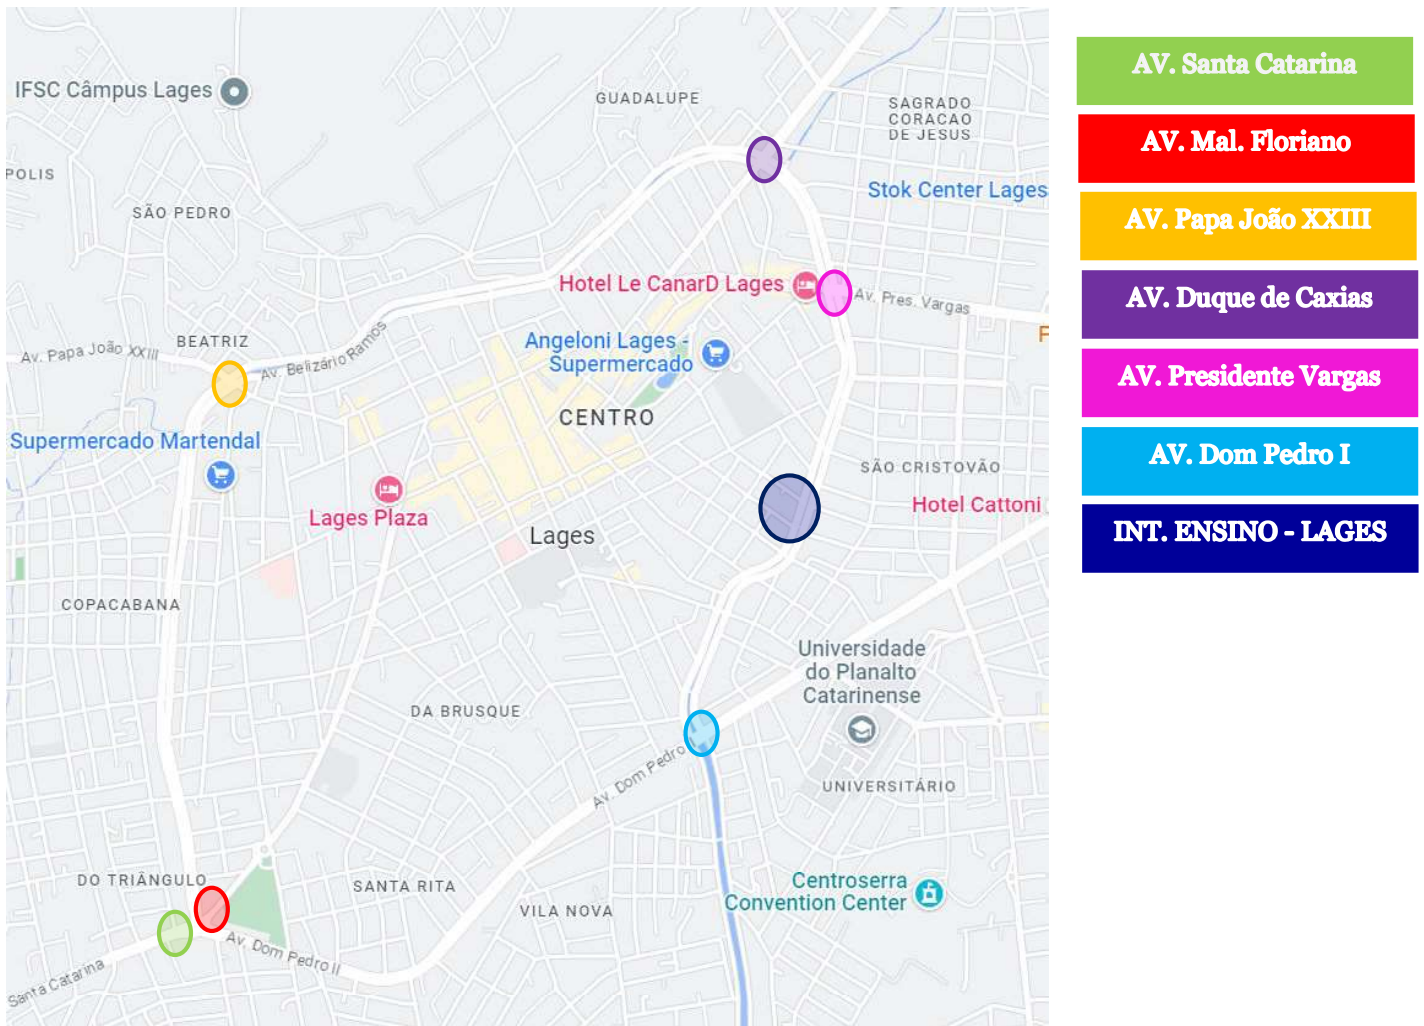 IFSC Câmpus Lages
GUADALUPE
SAGRADO
CORACAO
DE JESUS
POLIS
SÃO PEDRO
Stok Center Lages
Hotel Le CanarD Lages
Av. Pres. Vargas
Av. Papa João XXIII
BEATRIZ
Av. Belizário Ramos
Angeloni Lages -
Supermercado
F
CENTRO
Supermercado Martendal
SÃO CRISTOVÃO
Lages Plaza
Hotel Cattoni
Lages
COPACABANA
Universidade
do Planalto
Catarinense
DA BRUSQUE
Av. Dom Pedro
UNIVERSITÁRIO
DO TRIÂNGULO
SANTA RITA
VILA NOVA
Centroserra
Convention Center
Av. Dom Pedro II
Santa Catarina
AV. Santa Catarina
AV. Mal. Floriano
AV. Papa João XXIII
AV. Duque de Caxias
AV. Presidente Vargas
AV. Dom Pedro I
INT. ENSINO - LAGES